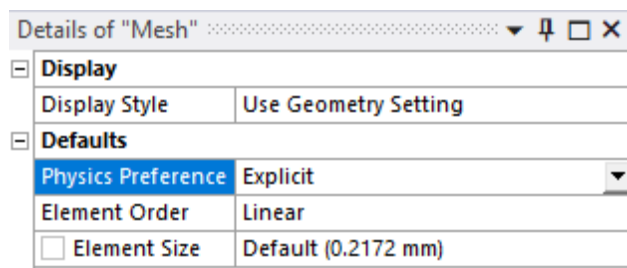 Details of "Mesh"
Display
Display Style Use Geometry Setting
Defaults
Physics Preference Explicit
Element Order Linear
Element Size Default (0.2172 mm)